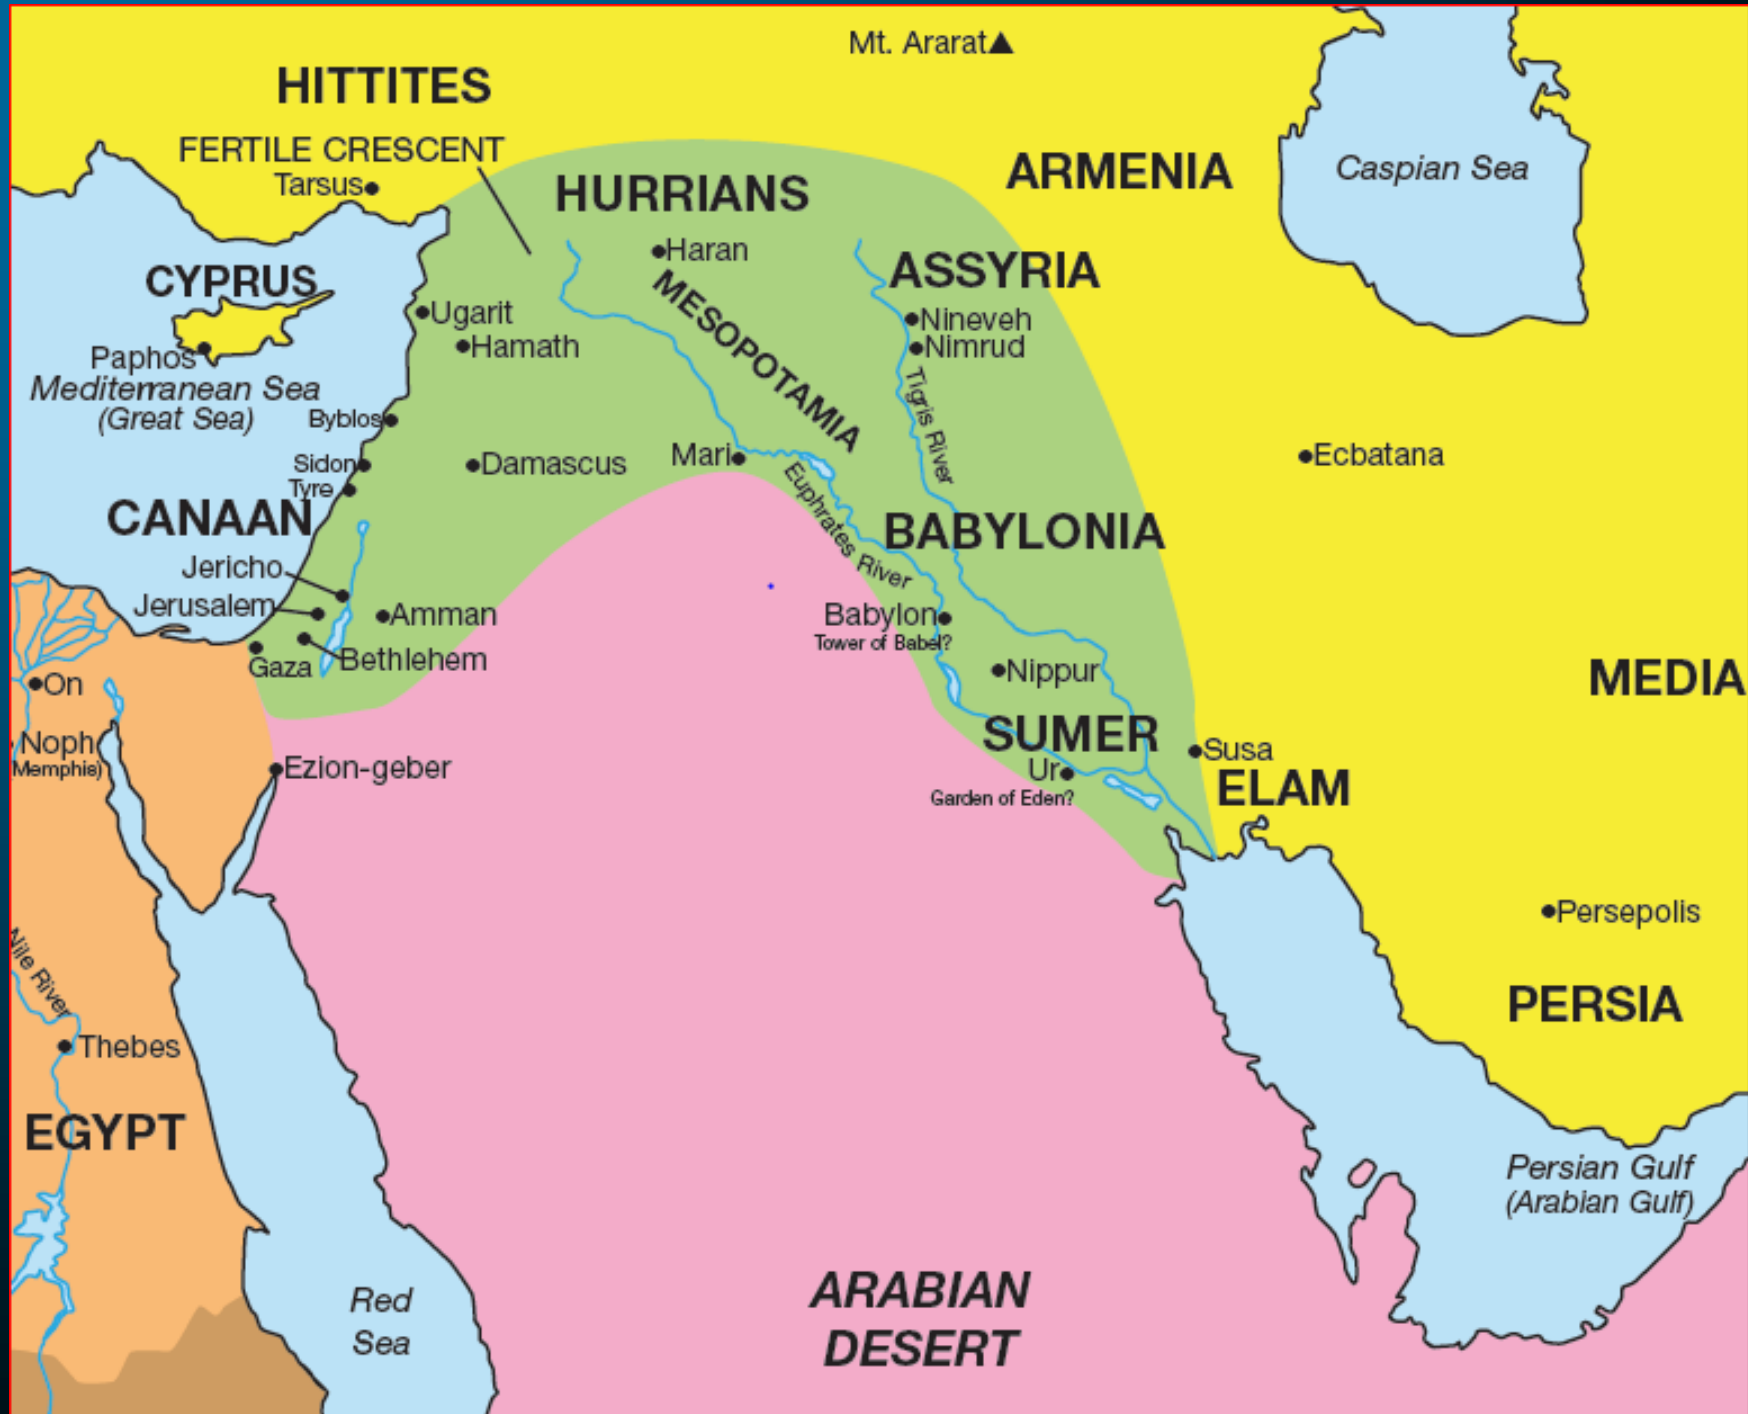 Mt. Ararat
HITTITES
FERTILE CRESCENT
Tarsus
HURRIANS
ARMENIA
Caspian Sea
Haran
ASSYRIA
CYPRUS
MESOPOTAMIA
Ugarit
Nineveh
Hamath
Nimrud
Paphos
Mediterranean Sea
(Great Sea)
Byblos
Tigris River
Sidon
Damascus
Mari
Ecbatana
Tyre
Euphrates River
CANAAN
BABYLONIA
Jericho
Jerusalem
Amman
Babylon
Tower of Babel?
Gaza
Bethlehem
Nippur
On
MEDIA
Noph
Memphis)
SUMER
Susa
Ezion-geber
Ur
ELAM
Garden of Eden?
Persepolis
Nile River
PERSIA
Thebes
EGYPT
Persian Gulf
(Arabian Gulf)
Red
Sea
ARABIAN
DESERT